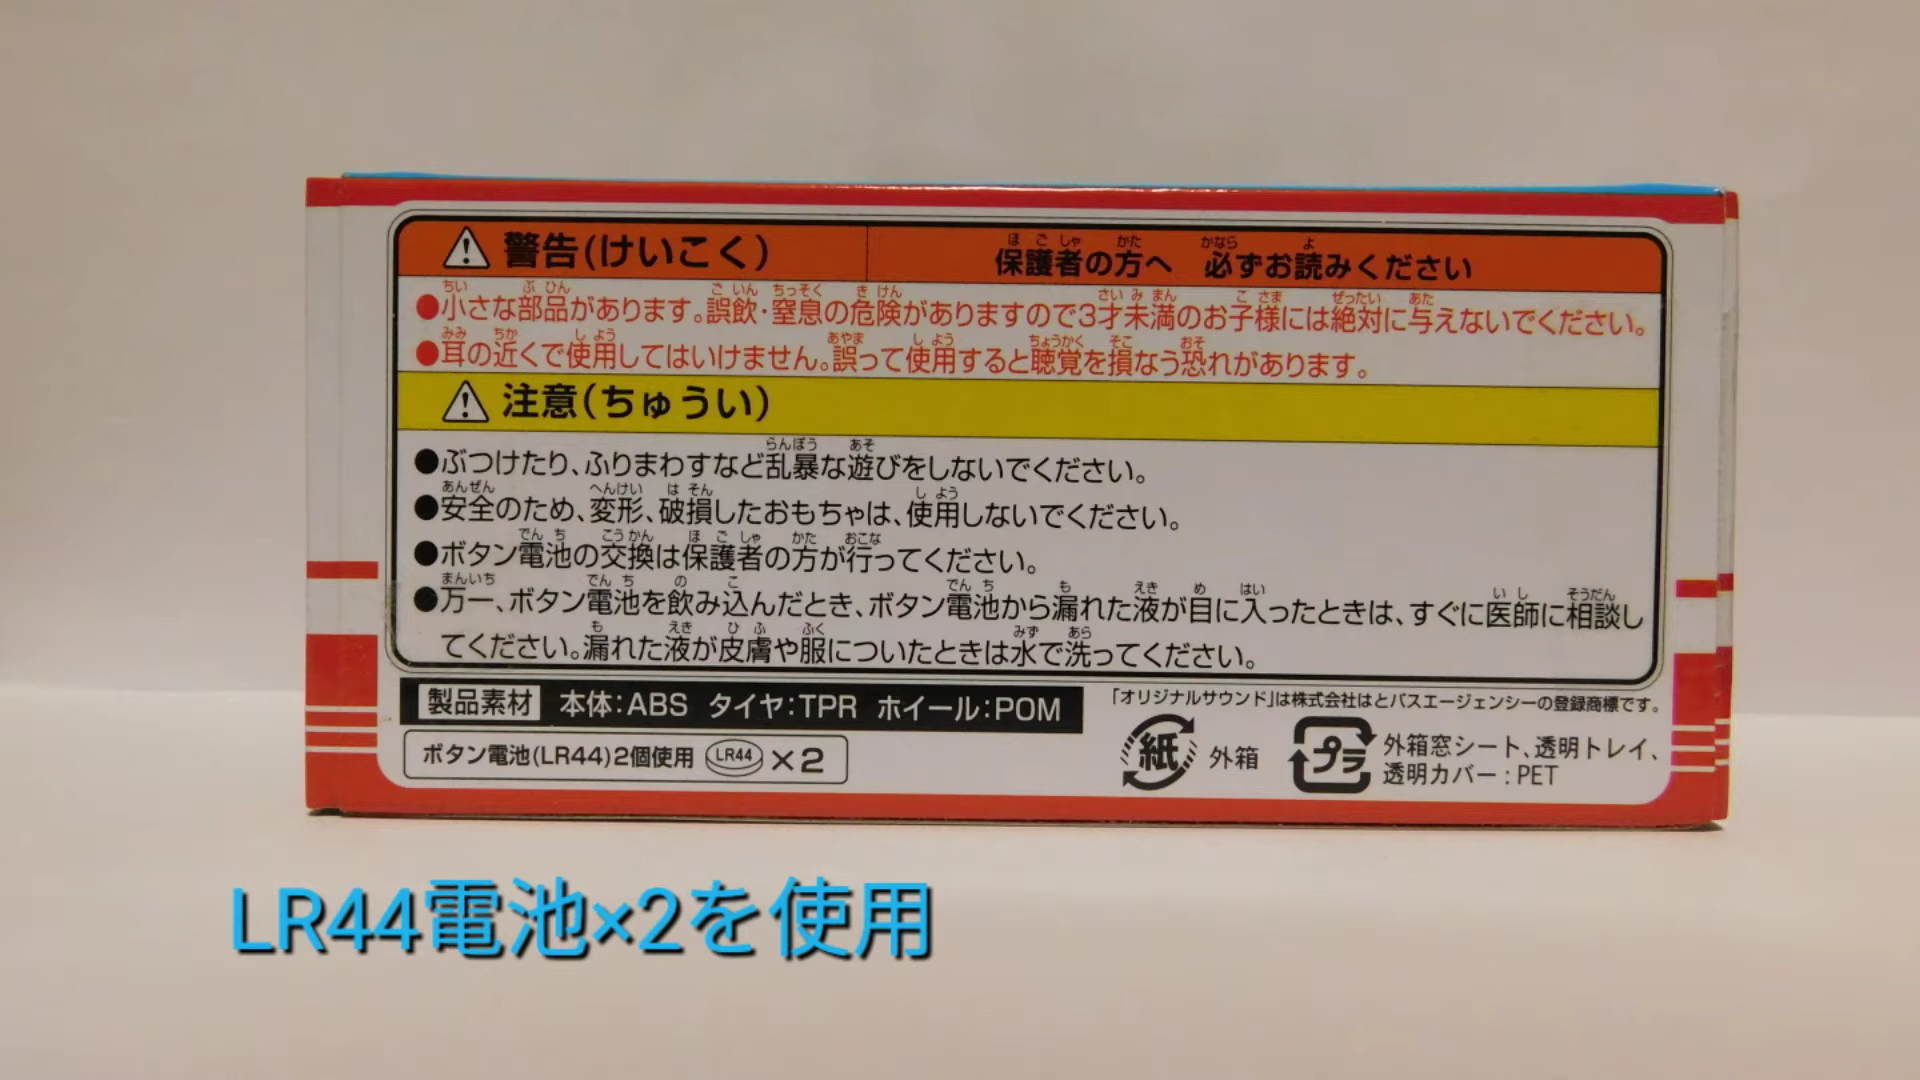 警告(けいこく) 保護者の方へ 必ずお読みください
●小さな部品があります。誤飲・窒息の危険がありますので3才未満のお子様には絶対に与えないでください。
●耳の近くで使用してはいけません。誤って使用すると聴覚を損なう恐れがあります。
注意(ちゅうい)
●ぶつけたり、ふりまわすなど乱暴な遊びをしないでください。
●安全のため、変形、破損したおもちゃは、使用しないでください。
●ボタン電池の交換は保護者の方が行ってください。
●万一、ボタン電池を飲み込んだとき、ボタン電池から漏れた液が目に入ったときは、すぐに医師に相談し
てください。漏れた液が皮膚や服についたときは水で洗ってください。
製品素材 本体:ABS タイヤ:TPR ホイール:POM
「オリジナルサウンド」は株式会社はとバスエージェンシーの登録商標です。
ボタン電池(LR44)2個使用 LR44 ×2
紙 外箱
プラ 外箱窓シート、透明トレイ、
透明カバー:PET
LR44電池×2を使用